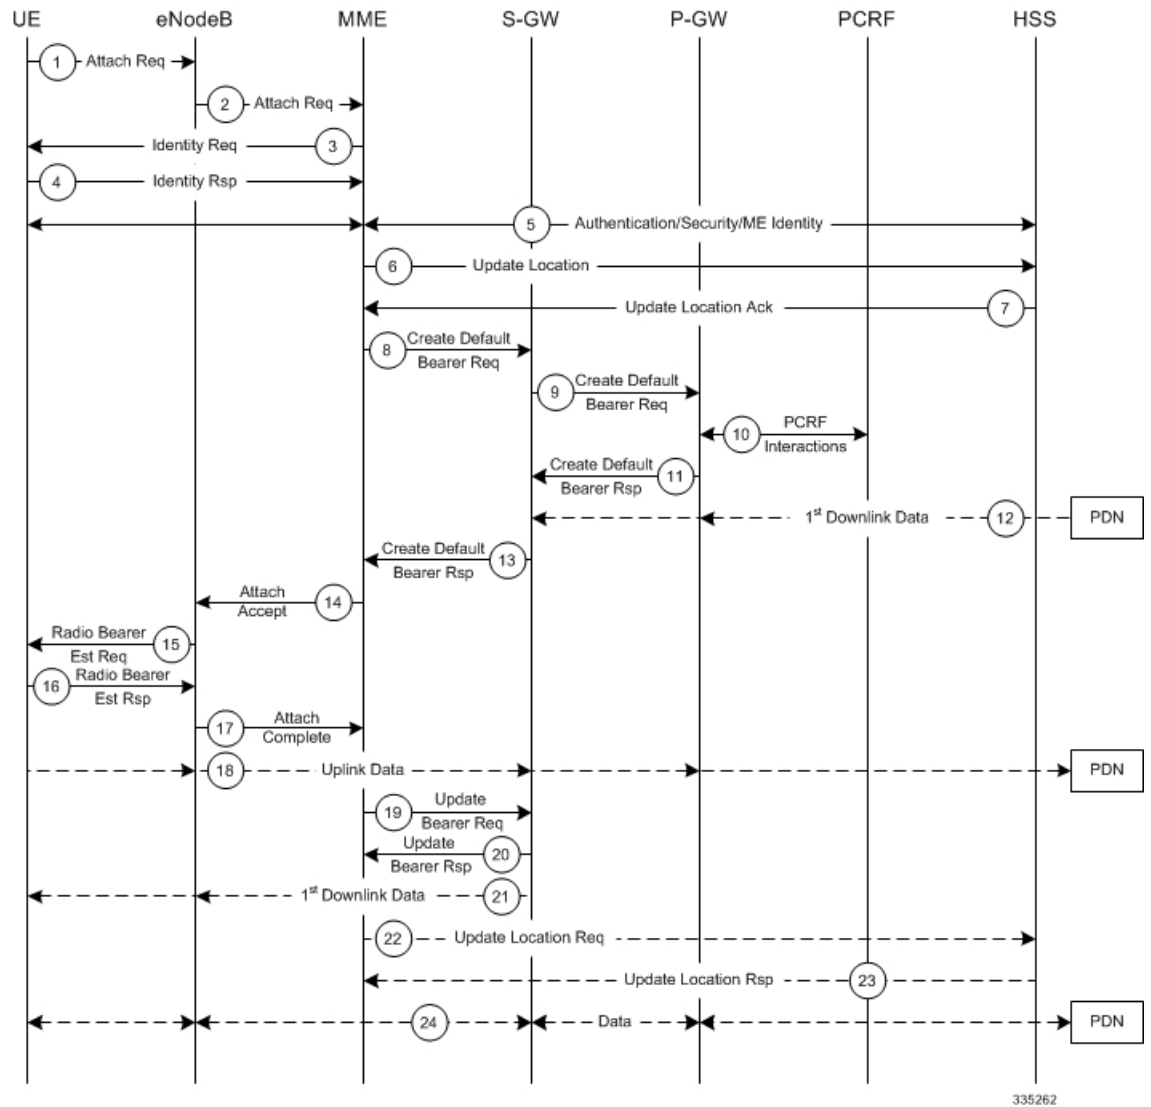 UE eNodeB MME S-GW P-GW PCRF HSS
1 Attach Req
2 Attach Req
Identity Req 3
4 Identity Rsp
5 Authentication/Security/ME Identity
6 Update Location
Update Location Ack 7
8 Create Default
Bearer Req
9 Create Default
Bearer Req
10 PCRF
Interactions
Create Default 11
Bearer Rsp
1st Downlink Data 12 PDN
Create Default 13
Bearer Rsp
Attach 14
Accept
Radio Bearer 15
Est Req
16 Radio Bearer
Est Rsp
17 Attach
Complete
18 Uplink Data PDN
19 Update
Bearer Req
Update 20
Bearer Rsp
1st Downlink Data 21
22 Update Location Req
Update Location Rsp 23
24 Data PDN
335262